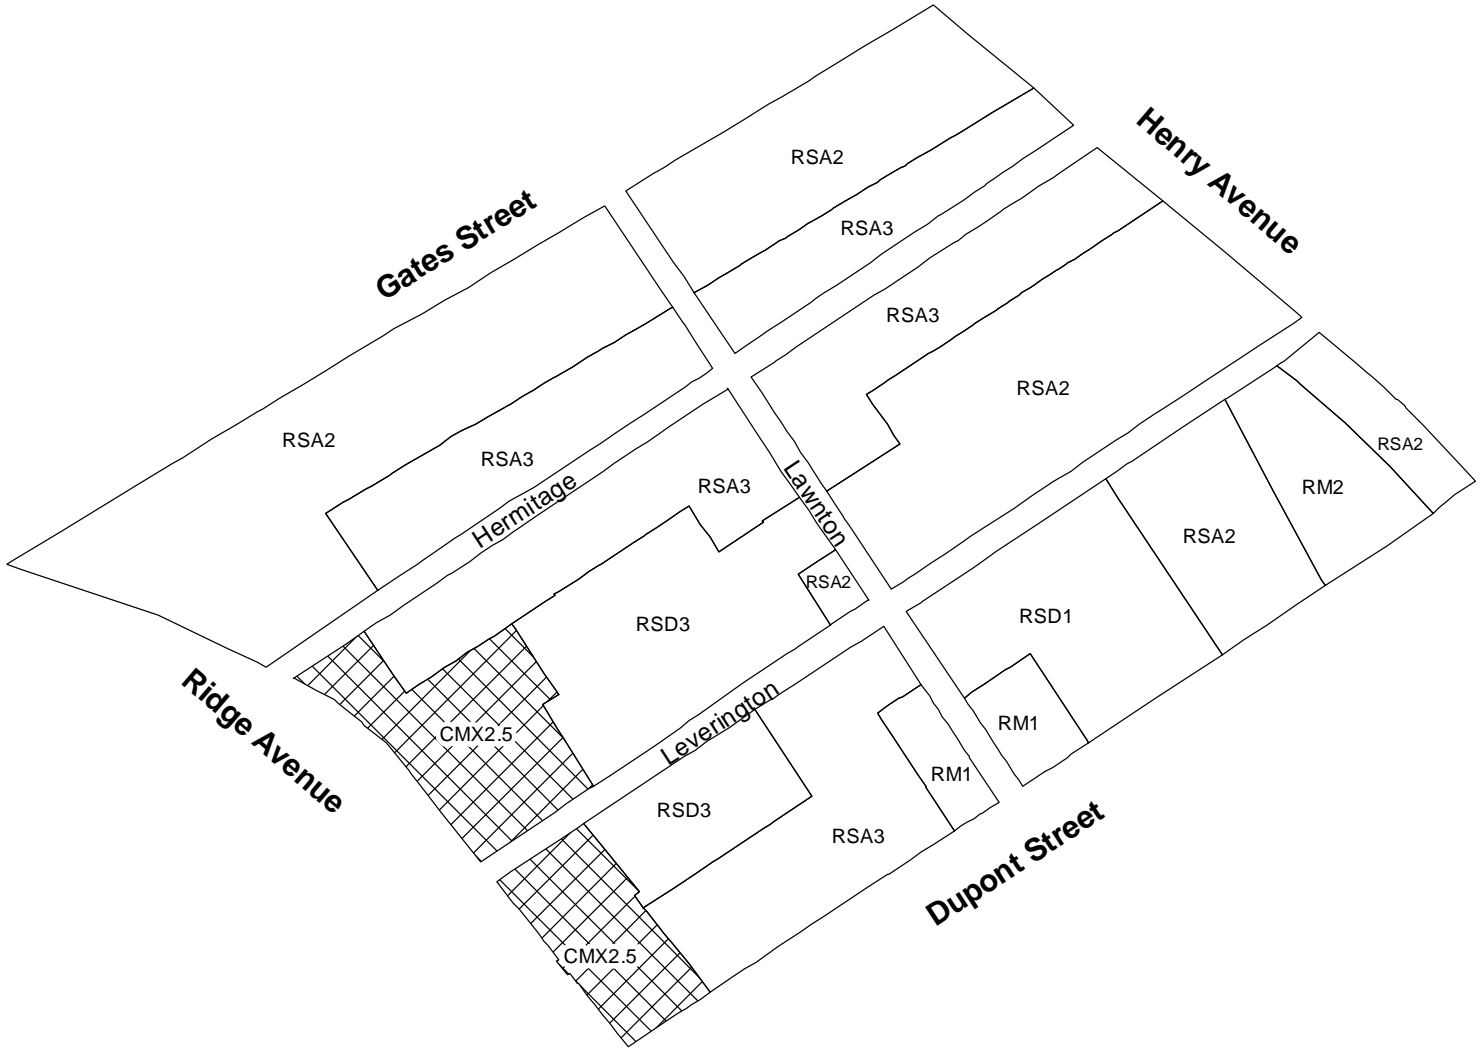 RSA2
Henry Avenue
RSA3
Gates Street
RSA3
RSA2
RSA2
RSA2
RSA3
RSA3
RM2
Hermitage
Lawnton
RSA2
RSA2
RSD3
RSD1
Ridge Avenue
Leverington
RM1
CMX2.5
RM1
RSD3
RSA3
Dupont Street
CMX2.5